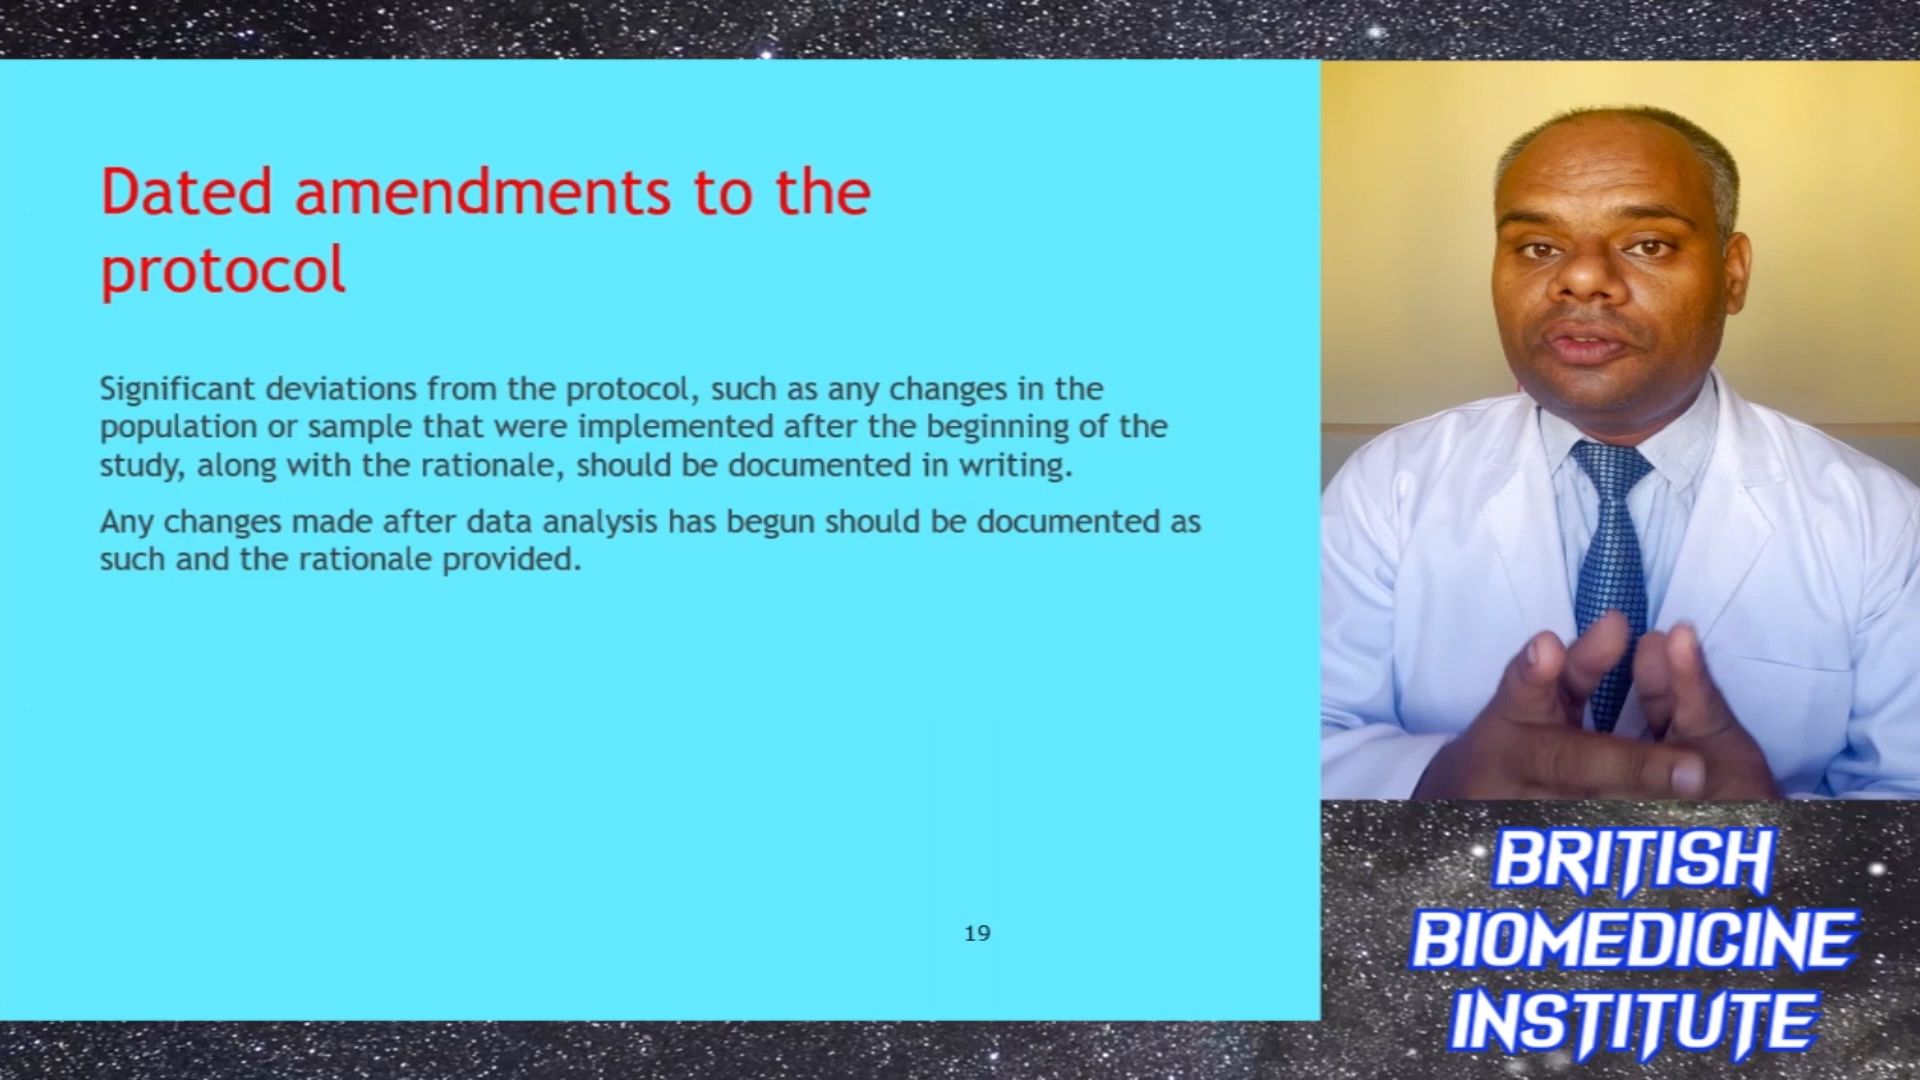 Dated amendments to the
protocol
Significant deviations from the protocol, such as any changes in the
population or sample that were implemented after the beginning of the
study, along with the rationale, should be documented in writing.
Any changes made after data analysis has begun should be documented as
such and the rationale provided.
19
BRITISH
BIOMEDICINE
INSTITUTE